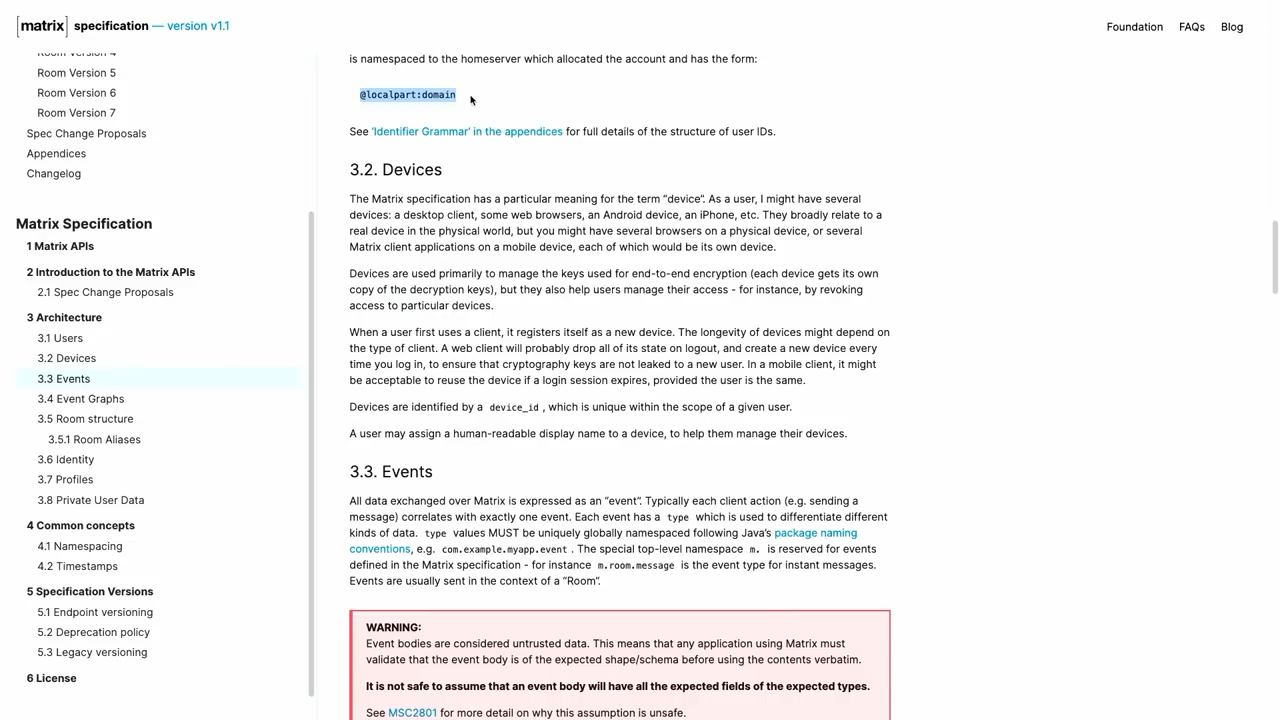 [matrix] specification — version v1.1
Foundation FAQs Blog
Room Version 4
Room Version 5
Room Version 6
Room Version 7
Spec Change Proposals
Appendices
Changelog
Matrix Specification
1 Matrix APIs
2 Introduction to the Matrix APIs
2.1 Spec Change Proposals
3 Architecture
3.1 Users
3.2 Devices
3.3 Events
3.4 Event Graphs
3.5 Room structure
3.5.1 Room Aliases
3.6 Identity
3.7 Profiles
3.8 Private User Data
4 Common concepts
4.1 Namespacing
4.2 Timestamps
5 Specification Versions
5.1 Endpoint versioning
5.2 Deprecation policy
5.3 Legacy versioning
6 License
is namespaced to the homeserver which allocated the account and has the form:
@localpart:domain
See ‘Identifier Grammar’ in the appendices for full details of the structure of user IDs.
3.2. Devices
The Matrix specification has a particular meaning for the term “device”. As a user, I might have several
devices: a desktop client, some web browsers, an Android device, an iPhone, etc. They broadly relate to a
real device in the physical world, but you might have several browsers on a physical device, or several
Matrix client applications on a mobile device, each of which would be its own device.
Devices are used primarily to manage the keys used for end-to-end encryption (each device gets its own
copy of the decryption keys), but they also help users manage their access - for instance, by revoking
access to particular devices.
When a user first uses a client, it registers itself as a new device. The longevity of devices might depend on
the type of client. A web client will probably drop all of its state on logout, and create a new device every
time you log in, to ensure that cryptography keys are not leaked to a new user. In a mobile client, it might
be acceptable to reuse the device if a login session expires, provided the user is the same.
Devices are identified by a device_id, which is unique within the scope of a given user.
A user may assign a human-readable display name to a device, to help them manage their devices.
3.3. Events
All data exchanged over Matrix is expressed as an “event”. Typically each client action (e.g. sending a
message) correlates with exactly one event. Each event has a type which is used to differentiate different
kinds of data. type values MUST be uniquely globally namespaced following Java’s package naming
conventions, e.g. com.example.myapp.event. The special top-level namespace m. is reserved for events
defined in the Matrix specification - for instance m.room.message is the event type for instant messages.
Events are usually sent in the context of a “Room”.
WARNING:
Event bodies are considered untrusted data. This means that any application using Matrix must
validate that the event body is of the expected shape/schema before using the contents verbatim.
It is not safe to assume that an event body will have all the expected fields of the expected types.
See MSC2801 for more detail on why this assumption is unsafe.